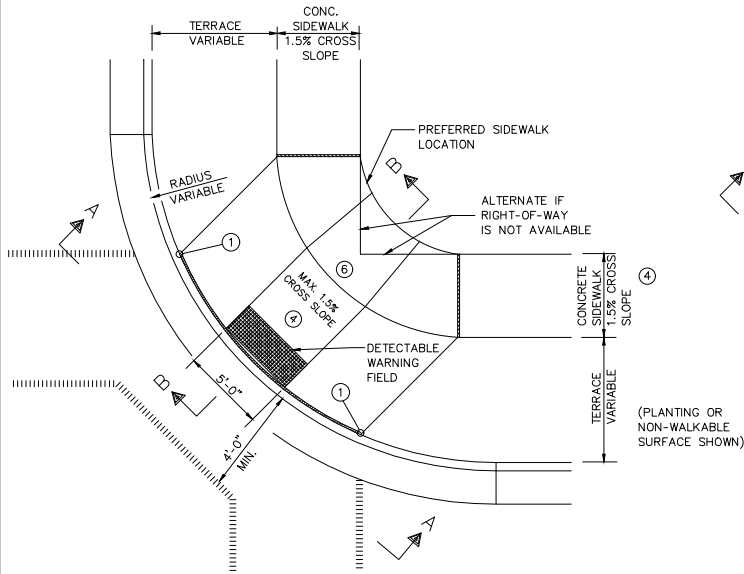 TERRACE
VARIABLE
CONC.
SIDEWALK
1.5% CROSS
SLOPE
PREFERRED SIDEWALK
LOCATION
B
RADIUS
VARIABLE
ALTERNATE IF
RIGHT-OF-WAY
IS NOT AVAILABLE
A
1
6
MAX. 1.5%
CROSS SLOPE
4
CONCRETE
SIDEWALK
1.5% CROSS
SLOPE
4
DETECTABLE
WARNING
FIELD
B
5'-0"
1
4'-0"
MIN.
TERRACE
VARIABLE
(PLANTING OR
NON-WALKABLE
SURFACE SHOWN)
A